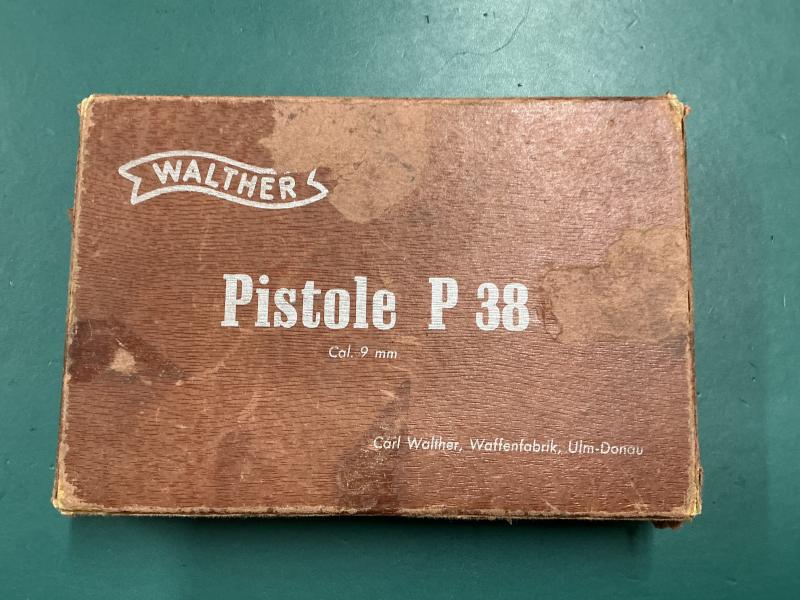 WALTHER
Pistole P 38
Cal. 9 mm
Carl Walther, Waffenfabrik, Ulm-Donau